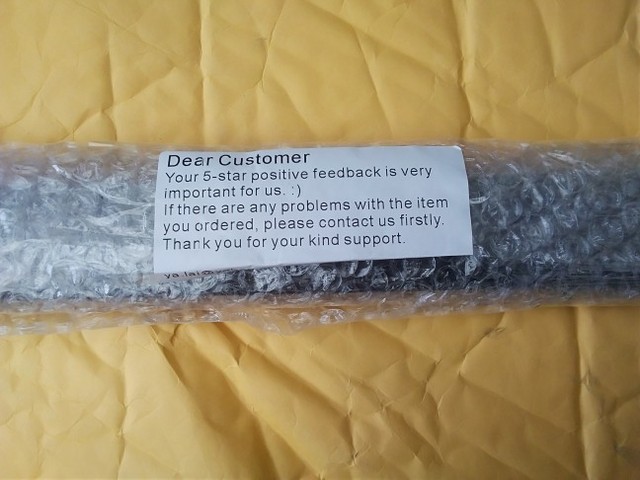 Dear Customer
Your 5-star positive feedback is very
important for us. :)
If there are any problems with the item
you ordered, please contact us firstly.
Thank you for your kind support.